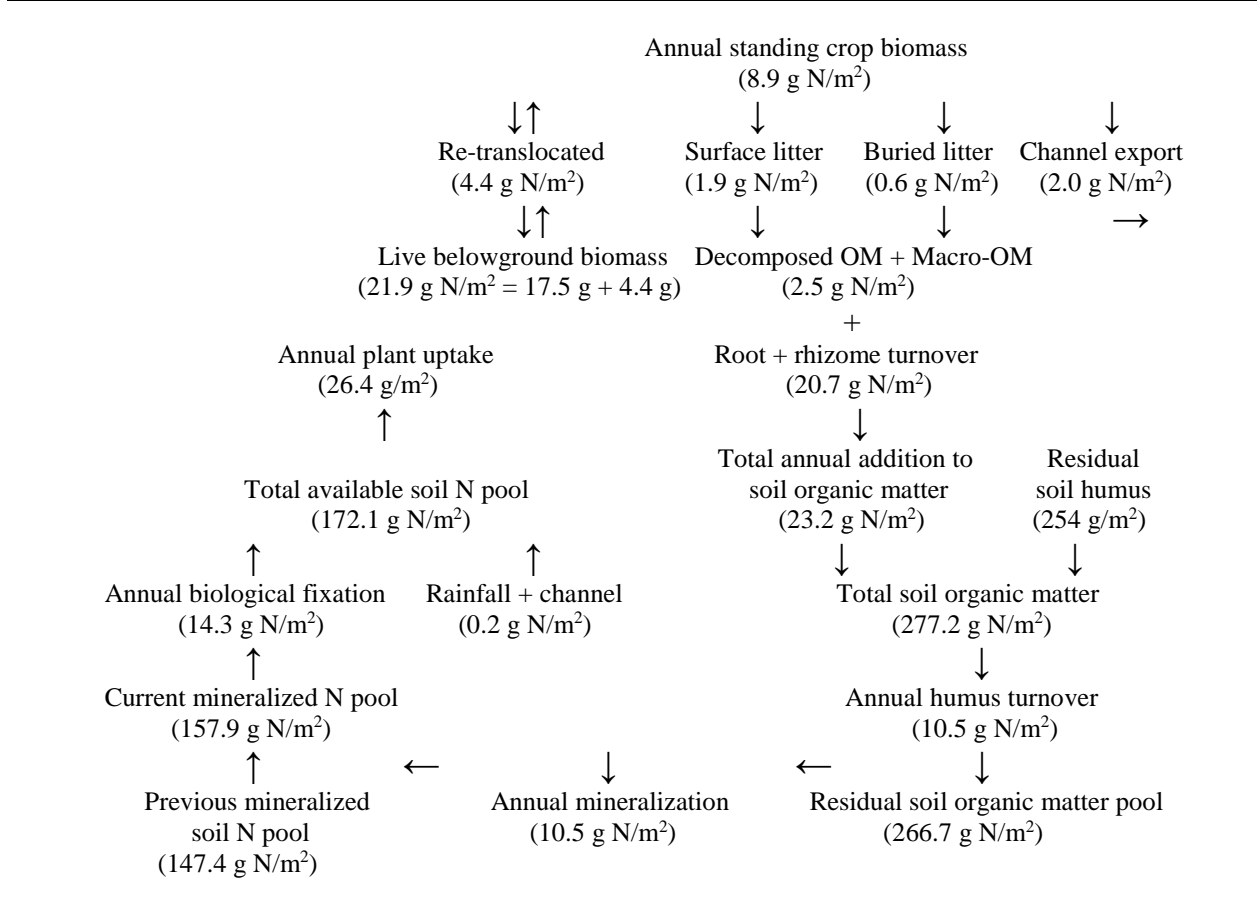 Annual standing crop biomass
(8.9 g N/m²)
↓↑ ↓ ↓ ↓
Re-translocated Surface litter Buried litter Channel export
(4.4 g N/m²) (1.9 g N/m²) (0.6 g N/m²) (2.0 g N/m²)
↓↑ ↓ ↓ →
Live belowground biomass Decomposed OM + Macro-OM
(21.9 g N/m² = 17.5 g + 4.4 g) (2.5 g N/m²)
+
Annual plant uptake Root + rhizome turnover
(26.4 g/m²) (20.7 g N/m²)
↑ ↓
Total annual addition to Residual
Total available soil N pool soil organic matter soil humus
(172.1 g N/m²) (23.2 g N/m²) (254 g/m²)
↑ ↑ ↓ ↓
Annual biological fixation Rainfall + channel Total soil organic matter
(14.3 g N/m²) (0.2 g N/m²) (277.2 g N/m²)
↑ ↓
Current mineralized N pool Annual humus turnover
(157.9 g N/m²) (10.5 g N/m²)
↑ ← ↓ ← ↓
Previous mineralized Annual mineralization Residual soil organic matter pool
soil N pool (10.5 g N/m²) (266.7 g N/m²)
(147.4 g N/m²)